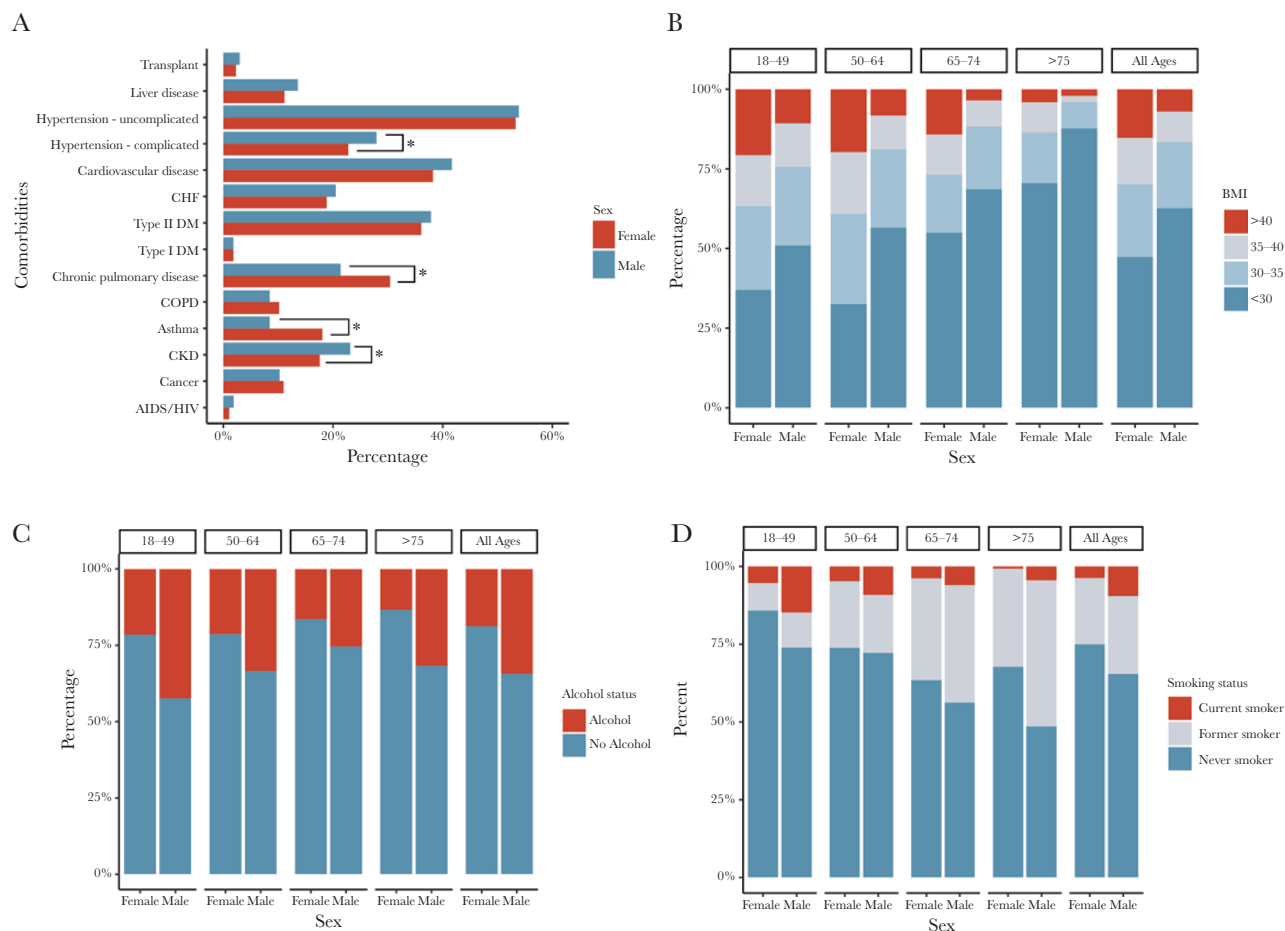 A
Transplant
Liver disease
Hypertension - uncomplicated
Hypertension - complicated
*
Cardiovascular disease
CHF
Type II DM
Type I DM
Chronic pulmonary disease
*
COPD
Asthma
*
CKD
*
Cancer
AIDS/HIV
Comorbidities
0% 20% 40% 60%
Percentage
Sex
Female
Male
B
18–49 50–64 65–74 >75 All Ages
100%
75%
50%
25%
0%
Percentage
Female Male Female Male Female Male Female Male Female Male
Sex
BMI
>40
35–40
30–35
<30
C
18–49 50–64 65–74 >75 All Ages
100%
75%
50%
25%
0%
Percentage
Female Male Female Male Female Male Female Male Female Male
Sex
Alcohol status
Alcohol
No Alcohol
D
18–49 50–64 65–74 >75 All Ages
100%
75%
50%
25%
0%
Percent
Female Male Female Male Female Male Female Male Female Male
Sex
Smoking status
Current smoker
Former smoker
Never smoker